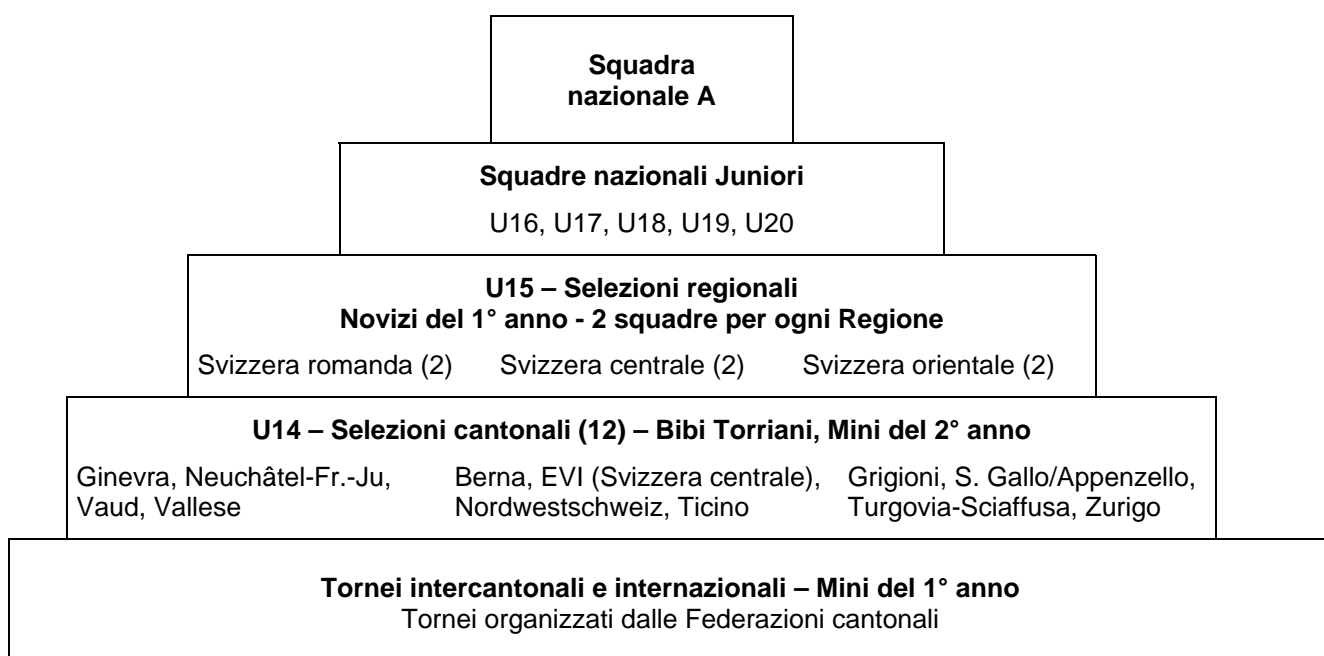 Squadra
nazionale A
Squadre nazionali Juniori
U16, U17, U18, U19, U20
U15 – Selezioni regionali
Novizi del 1° anno - 2 squadre per ogni Regione
Svizzera romanda (2) Svizzera centrale (2) Svizzera orientale (2)
U14 – Selezioni cantonali (12) – Bibi Torriani, Mini del 2° anno
Ginevra, Neuchâtel-Fr.-Ju,
Vaud, Vallese
Berna, EVI (Svizzera centrale),
Nordwestschweiz, Ticino
Grigioni, S. Gallo/Appenzello,
Turgovia-Sciaffusa, Zurigo
Tornei intercantonali e internazionali – Mini del 1° anno
Tornei organizzati dalle Federazioni cantonali